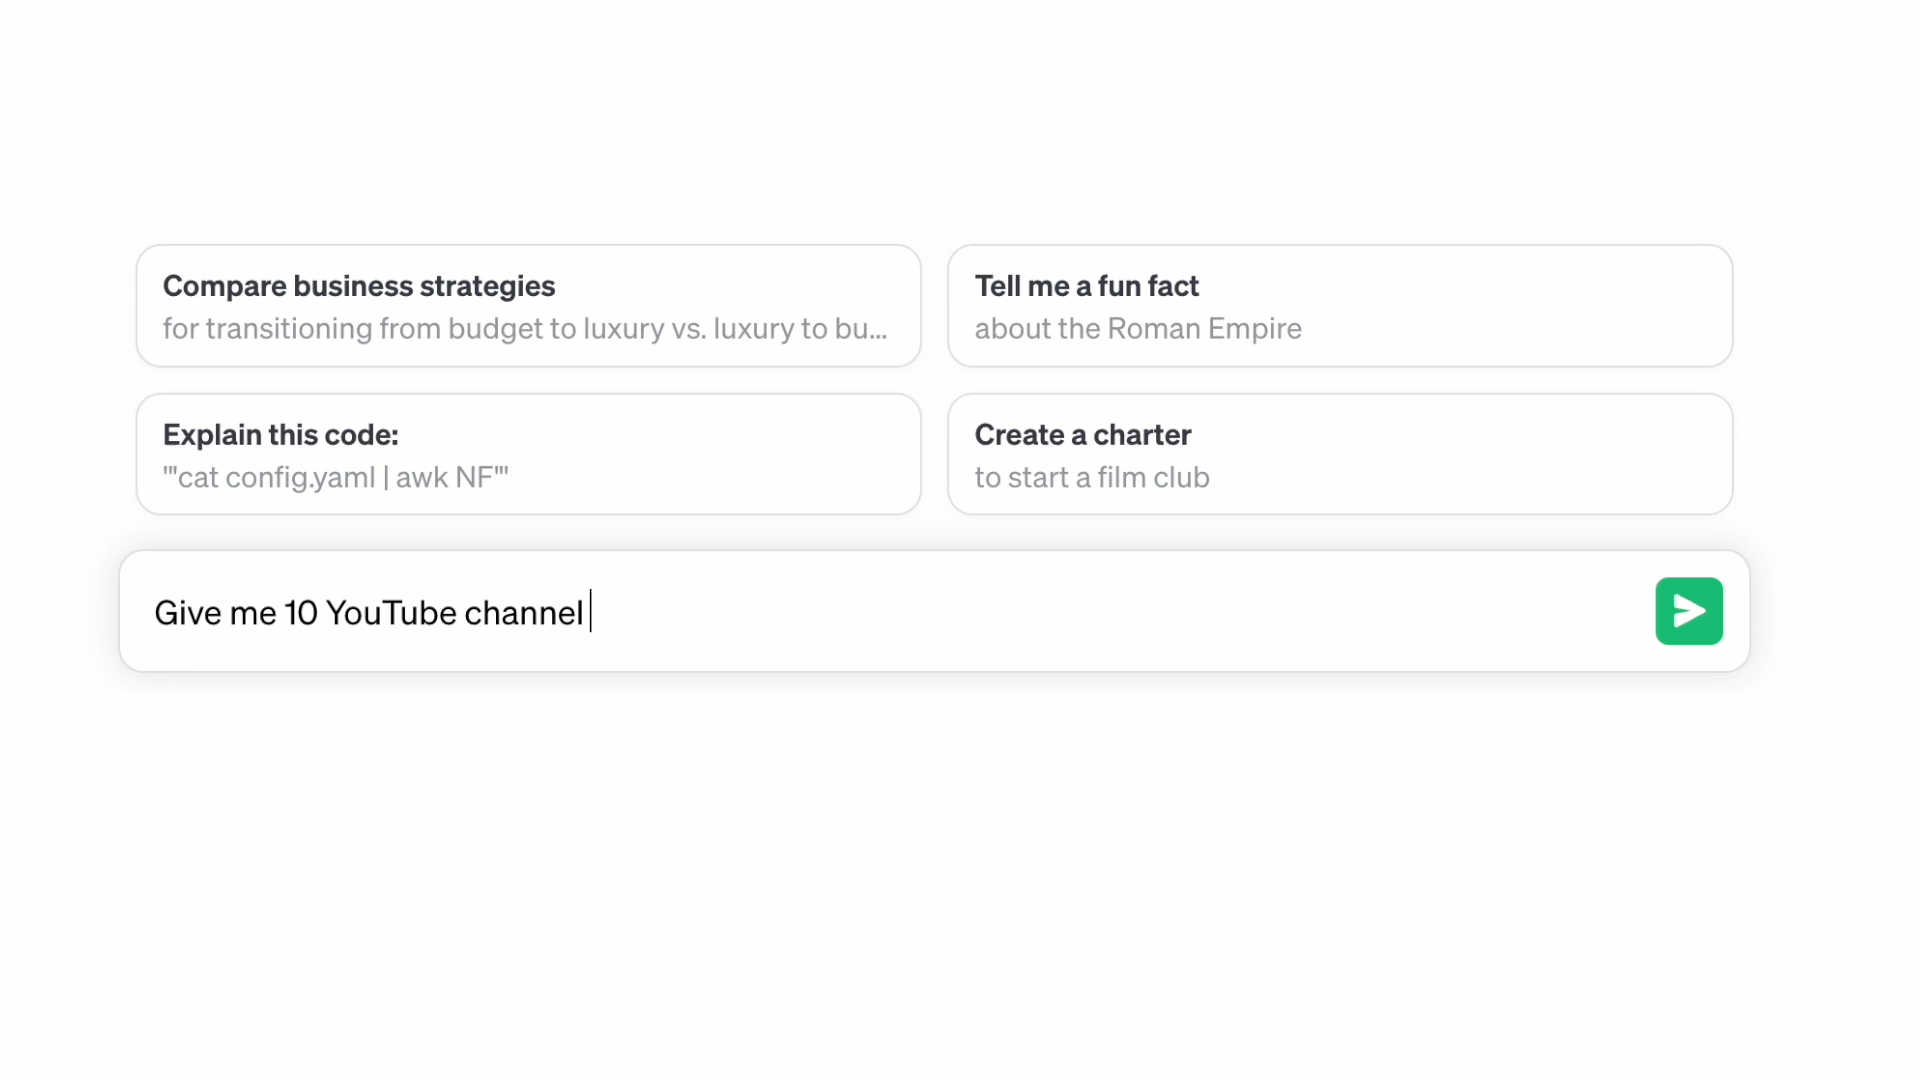 Compare business strategies
for transitioning from budget to luxury vs. luxury to bu...
Tell me a fun fact
about the Roman Empire
Explain this code:
"'cat config.yaml | awk NF'"
Create a charter
to start a film club
Give me 10 YouTube channel